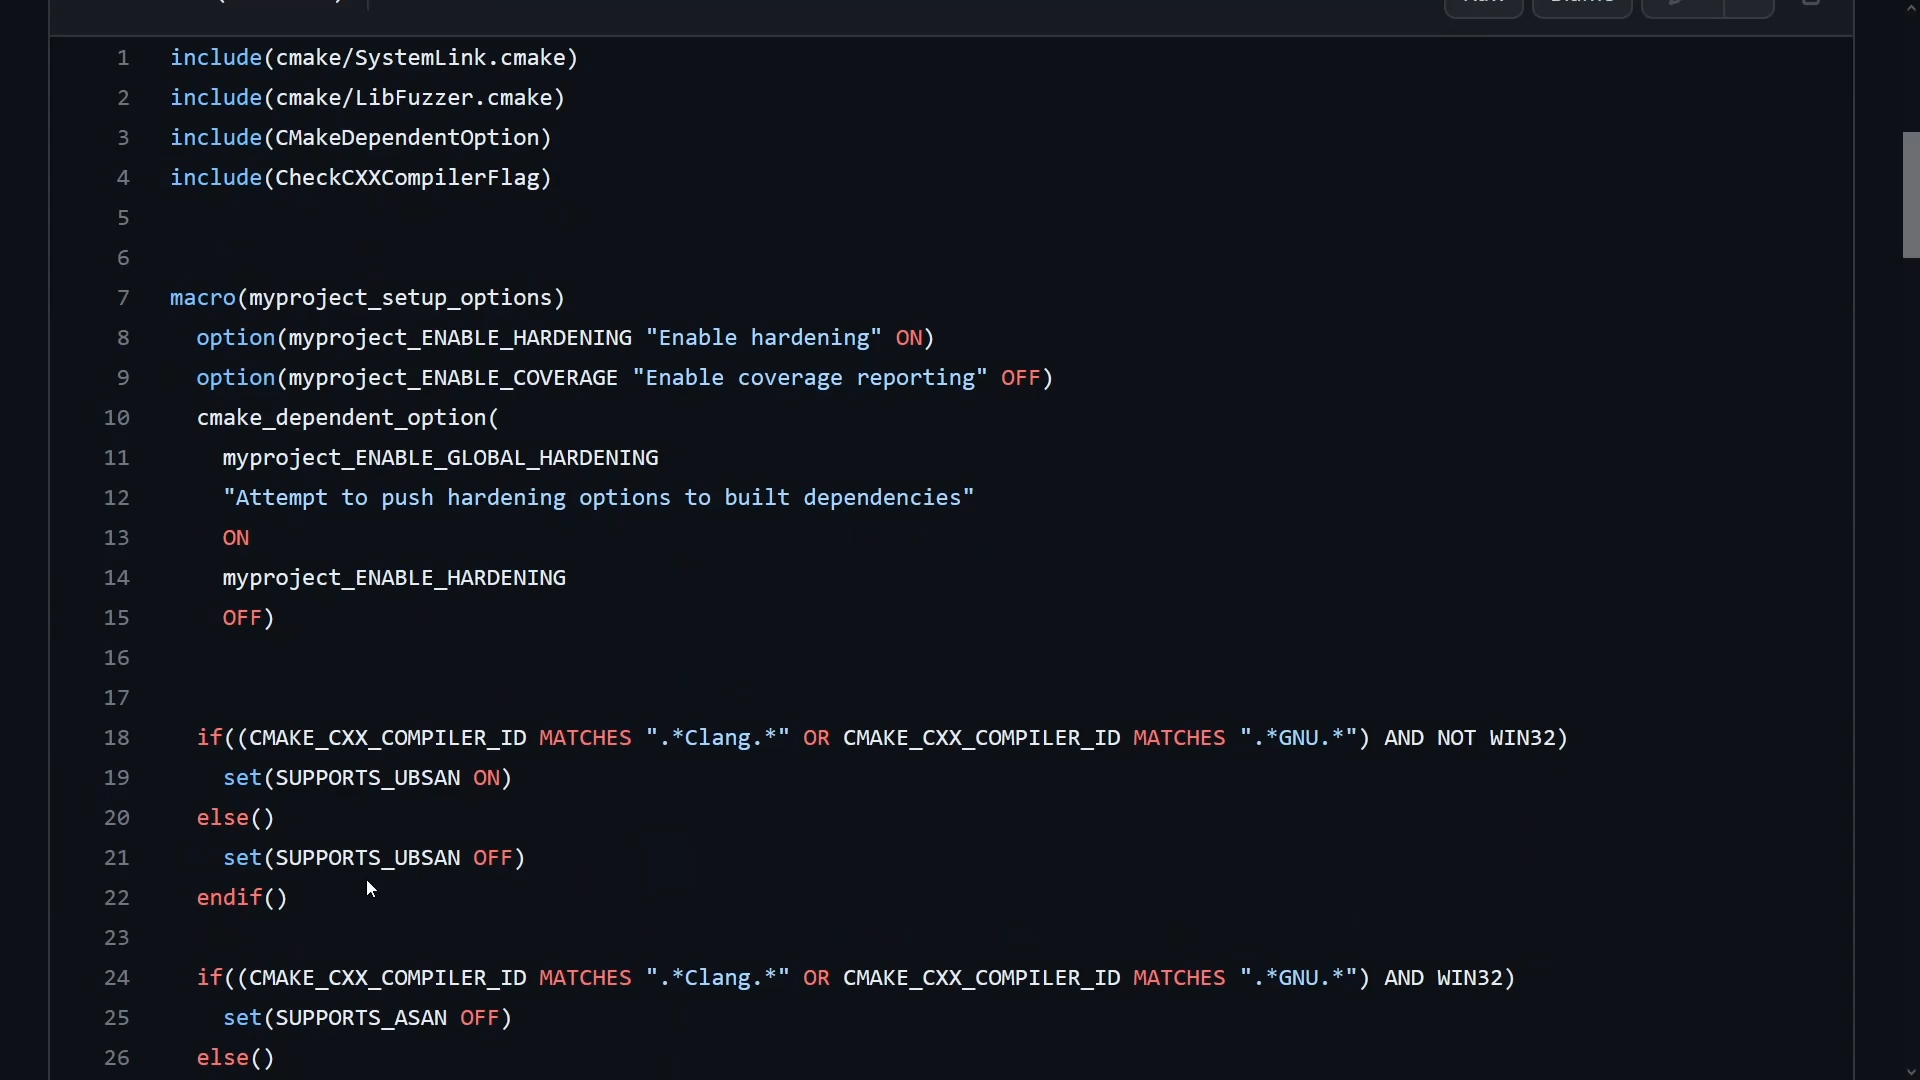 1 include(cmake/SystemLink.cmake)
2 include(cmake/LibFuzzer.cmake)
3 include(CMakeDependentOption)
4 include(CheckCXXCompilerFlag)
5
6
7 macro(myproject_setup_options)
8 option(myproject_ENABLE_HARDENING "Enable hardening" ON)
9 option(myproject_ENABLE_COVERAGE "Enable coverage reporting" OFF)
10 cmake_dependent_option(
11 myproject_ENABLE_GLOBAL_HARDENING
12 "Attempt to push hardening options to built dependencies"
13 ON
14 myproject_ENABLE_HARDENING
15 OFF)
16
17
18 if((CMAKE_CXX_COMPILER_ID MATCHES ".*Clang.*" OR CMAKE_CXX_COMPILER_ID MATCHES ".*GNU.*") AND NOT WIN32)
19 set(SUPPORTS_UBSAN ON)
20 else()
21 set(SUPPORTS_UBSAN OFF)
22 endif()
23
24 if((CMAKE_CXX_COMPILER_ID MATCHES ".*Clang.*" OR CMAKE_CXX_COMPILER_ID MATCHES ".*GNU.*") AND WIN32)
25 set(SUPPORTS_ASAN OFF)
26 else()